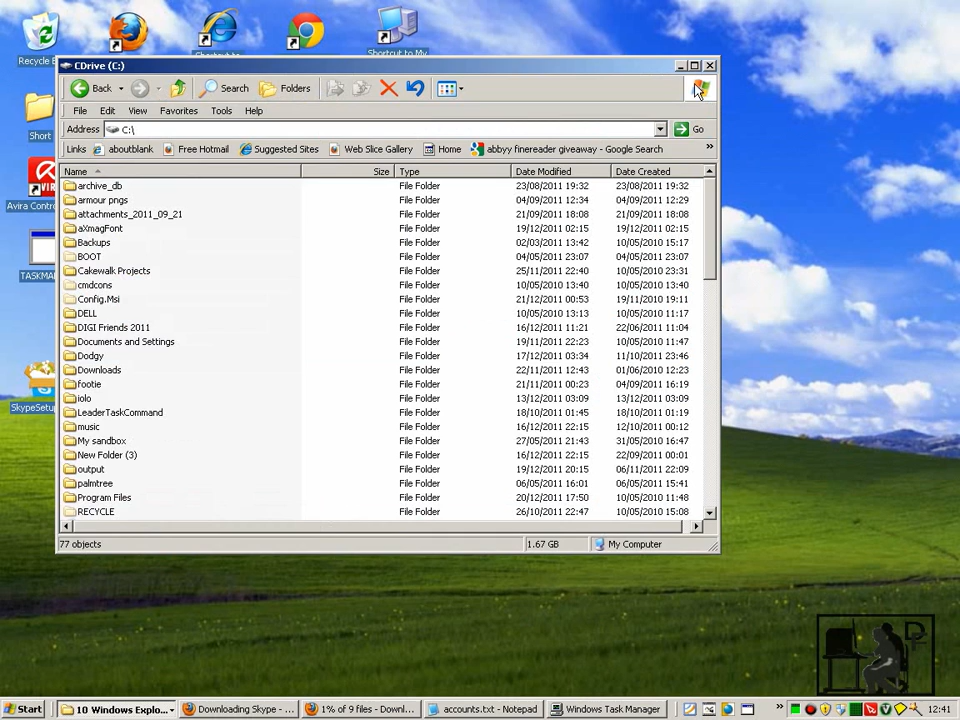 Recycle B
Shortcut to
Shortcut to My
CDrive (C:)
Back
Search
Folders
File Edit View Favorites Tools Help
Address C:\ Go
Links aboutblank Free Hotmail Suggested Sites Web Slice Gallery Home abbyy finereader giveaway - Google Search
Name Size Type Date Modified Date Created
archive_db File Folder 23/08/2011 19:32 23/08/2011 19:32
armour pngs File Folder 04/09/2011 12:34 04/09/2011 12:29
attachments_2011_09_21 File Folder 21/09/2011 18:08 21/09/2011 18:08
aXmagFont File Folder 19/12/2011 02:15 19/12/2011 02:15
Backups File Folder 02/03/2011 13:42 10/05/2010 15:17
BOOT File Folder 04/05/2011 23:07 04/05/2011 23:07
Cakewalk Projects File Folder 25/11/2011 22:40 10/05/2010 23:31
cmdcons File Folder 10/05/2010 13:40 10/05/2010 13:40
Config.Msi File Folder 21/12/2011 00:53 19/11/2010 19:11
DELL File Folder 10/05/2010 13:13 10/05/2010 11:17
DIGI Friends 2011 File Folder 16/12/2011 11:21 22/06/2011 11:04
Documents and Settings File Folder 19/11/2011 22:23 10/05/2010 11:47
Dodgy File Folder 17/12/2011 03:34 11/10/2011 23:46
Downloads File Folder 22/11/2011 12:43 01/06/2010 12:23
footie File Folder 21/11/2011 00:23 04/09/2011 16:19
iolo File Folder 13/12/2011 03:09 13/12/2011 03:09
LeaderTaskCommand File Folder 18/10/2011 01:45 18/10/2011 01:19
music File Folder 16/12/2011 22:15 12/10/2011 00:12
My sandbox File Folder 27/05/2011 21:43 31/05/2010 16:47
New Folder (3) File Folder 16/12/2011 22:15 22/09/2011 00:01
output File Folder 19/12/2011 20:15 06/11/2011 22:09
palmtree File Folder 06/05/2011 16:01 06/05/2011 15:41
Program Files File Folder 20/12/2011 17:50 10/05/2010 11:48
RECYCLE File Folder 26/10/2011 22:47 10/05/2010 15:08
77 objects 1.67 GB My Computer
Short
Avira Contr
TASKMA
SkypeSetu
Start 10 Windows Explo... Downloading Skype - ... 1% of 9 files - Downl... accounts.txt - Notepad Windows Task Manager 12:41